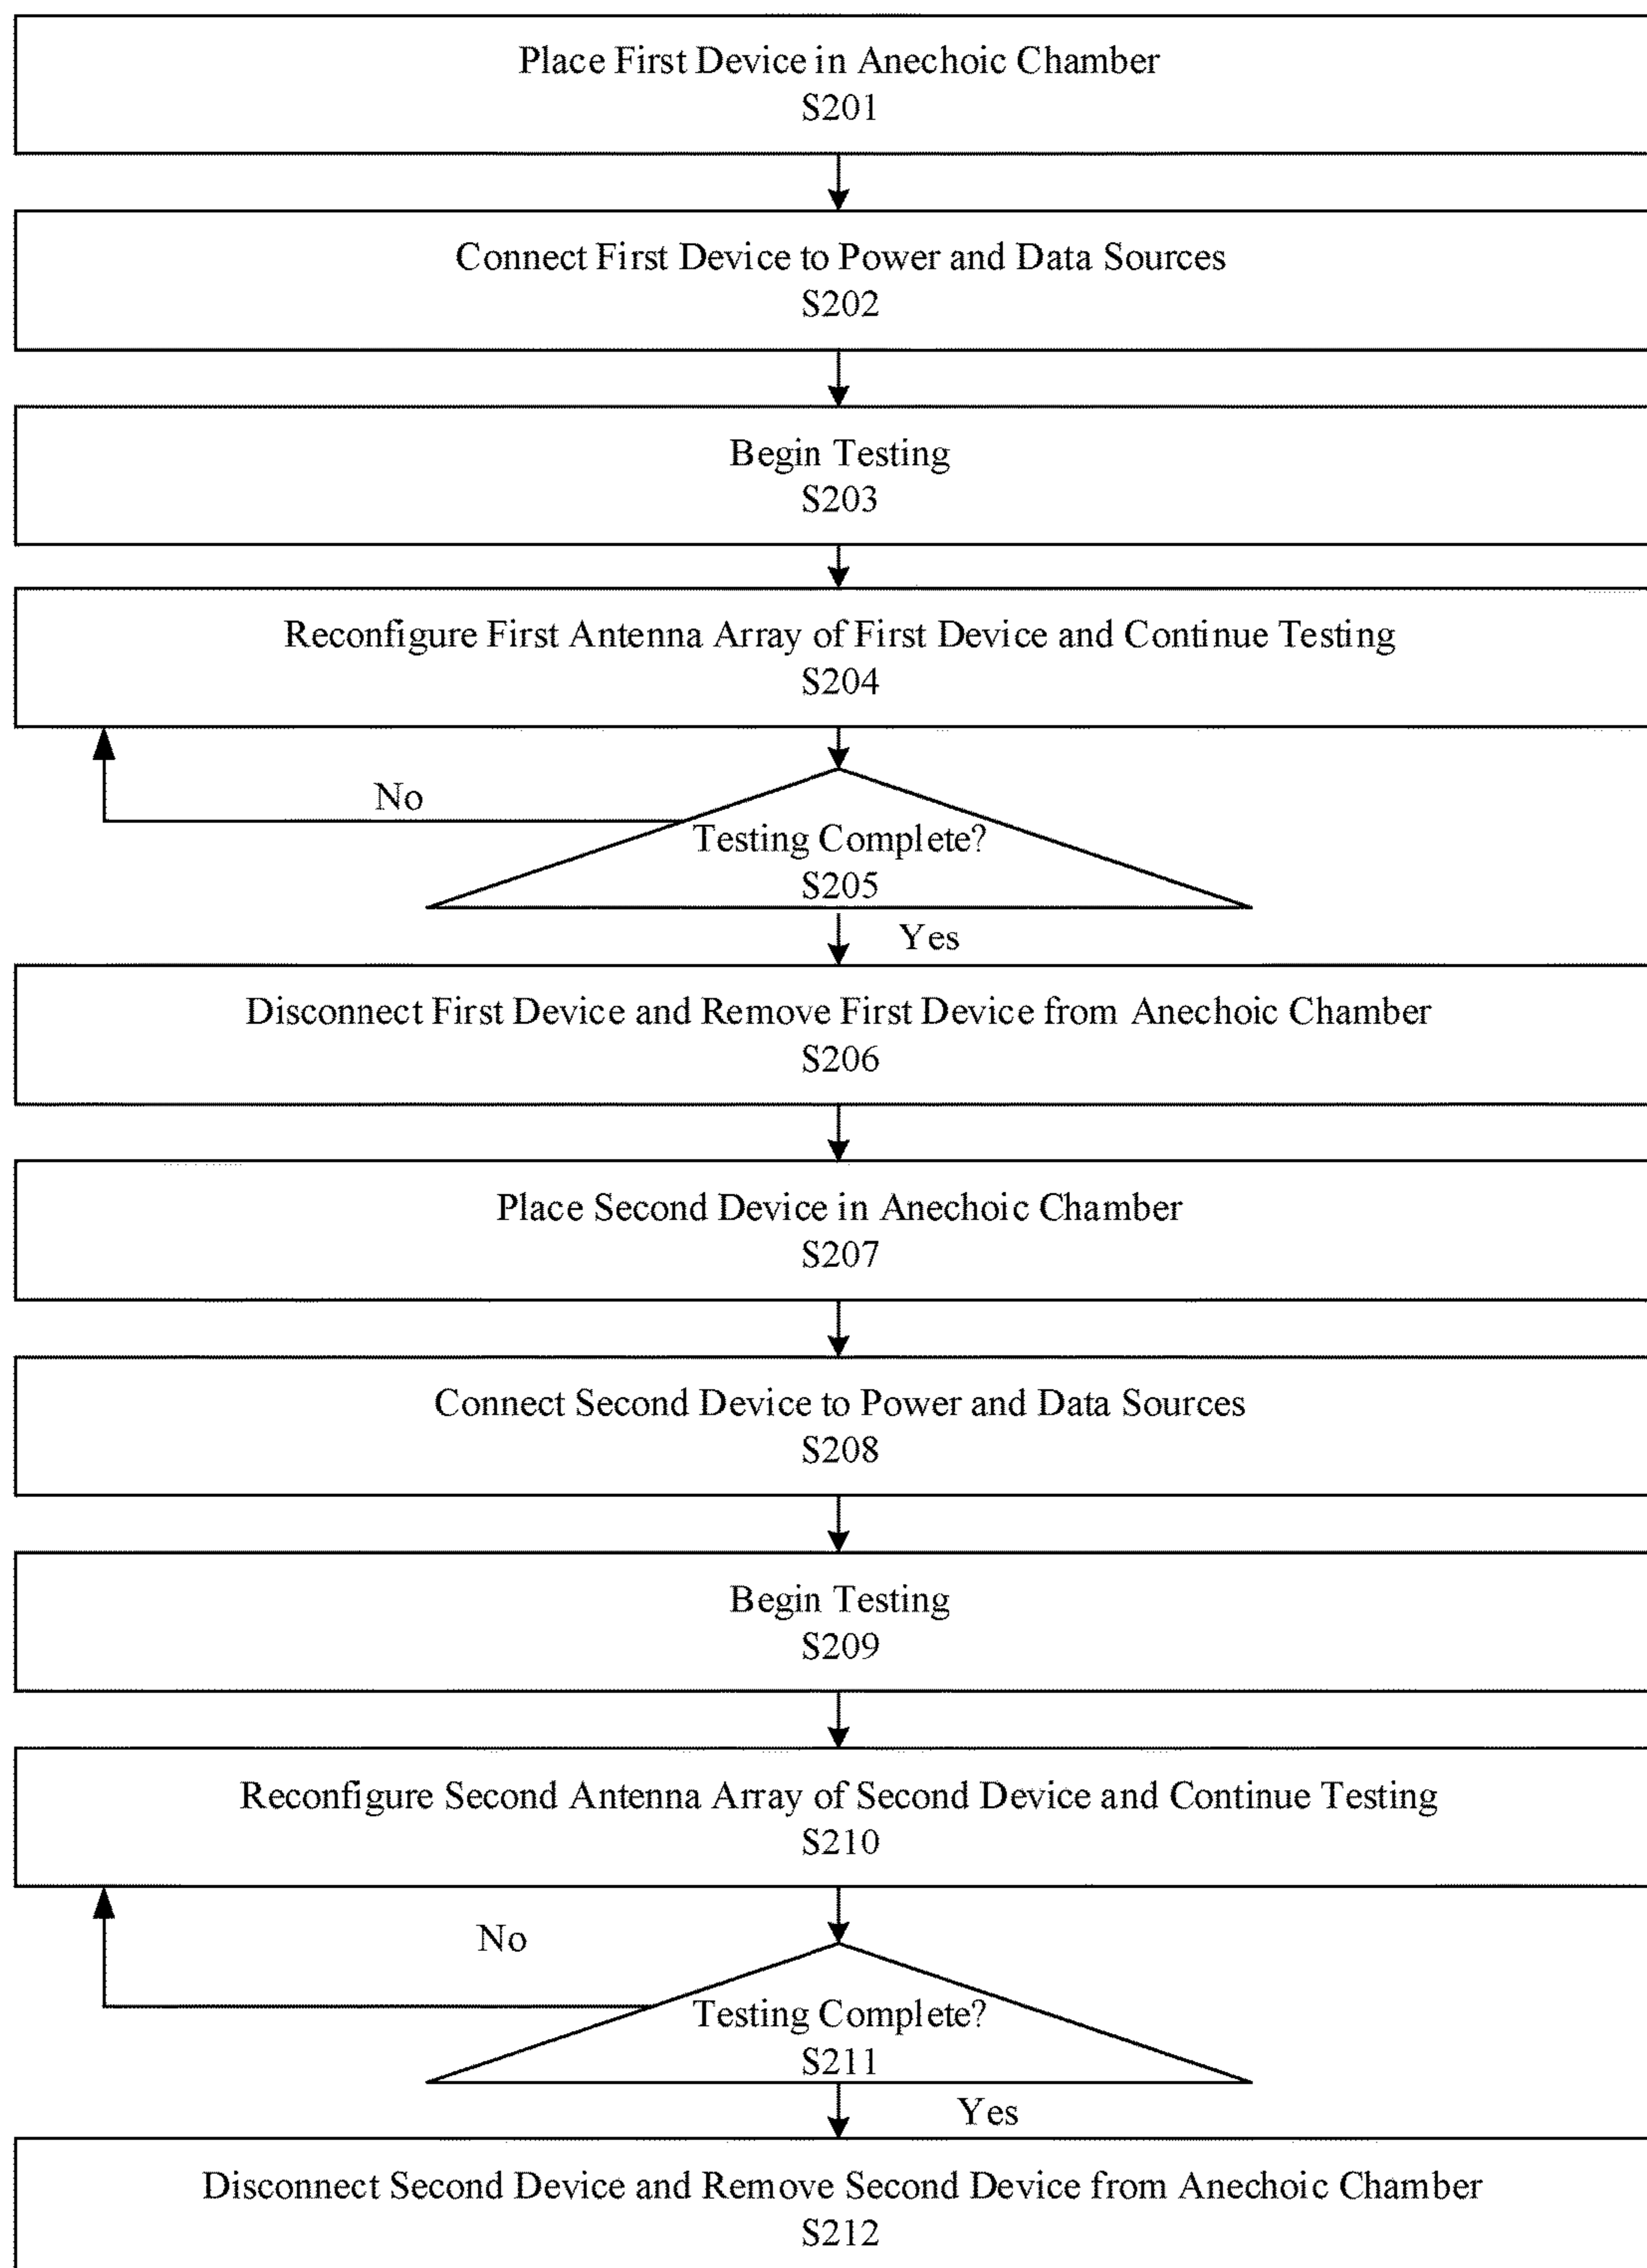 Place First Device in Anechoic Chamber
S201
Connect First Device to Power and Data Sources
S202
Begin Testing
S203
Reconfigure First Antenna Array of First Device and Continue Testing
S204
No
Testing Complete?
S205
Yes
Disconnect First Device and Remove First Device from Anechoic Chamber
S206
Place Second Device in Anechoic Chamber
S207
Connect Second Device to Power and Data Sources
S208
Begin Testing
S209
Reconfigure Second Antenna Array of Second Device and Continue Testing
S210
No
Testing Complete?
S211
Yes
Disconnect Second Device and Remove Second Device from Anechoic Chamber
S212